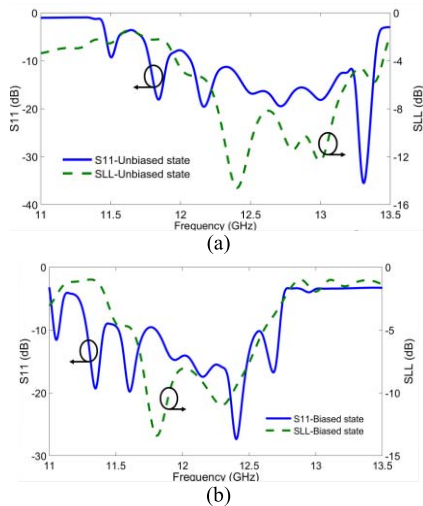 0
0
-10
-4
S11 (dB)
-20
-8
SLL (dB)
-30
-12
S11-Unbiased state
SLL-Unbiased state
-40
-16
11
11.5
12
12.5
13
13.5
Frequency (GHz)
(a)
0
0
-10
-5
S11 (dB)
SLL (dB)
-20
-10
S11-Biased state
SLL-Biased state
-30
-15
11
11.5
12
12.5
13
13.5
Frequency (GHz)
(b)